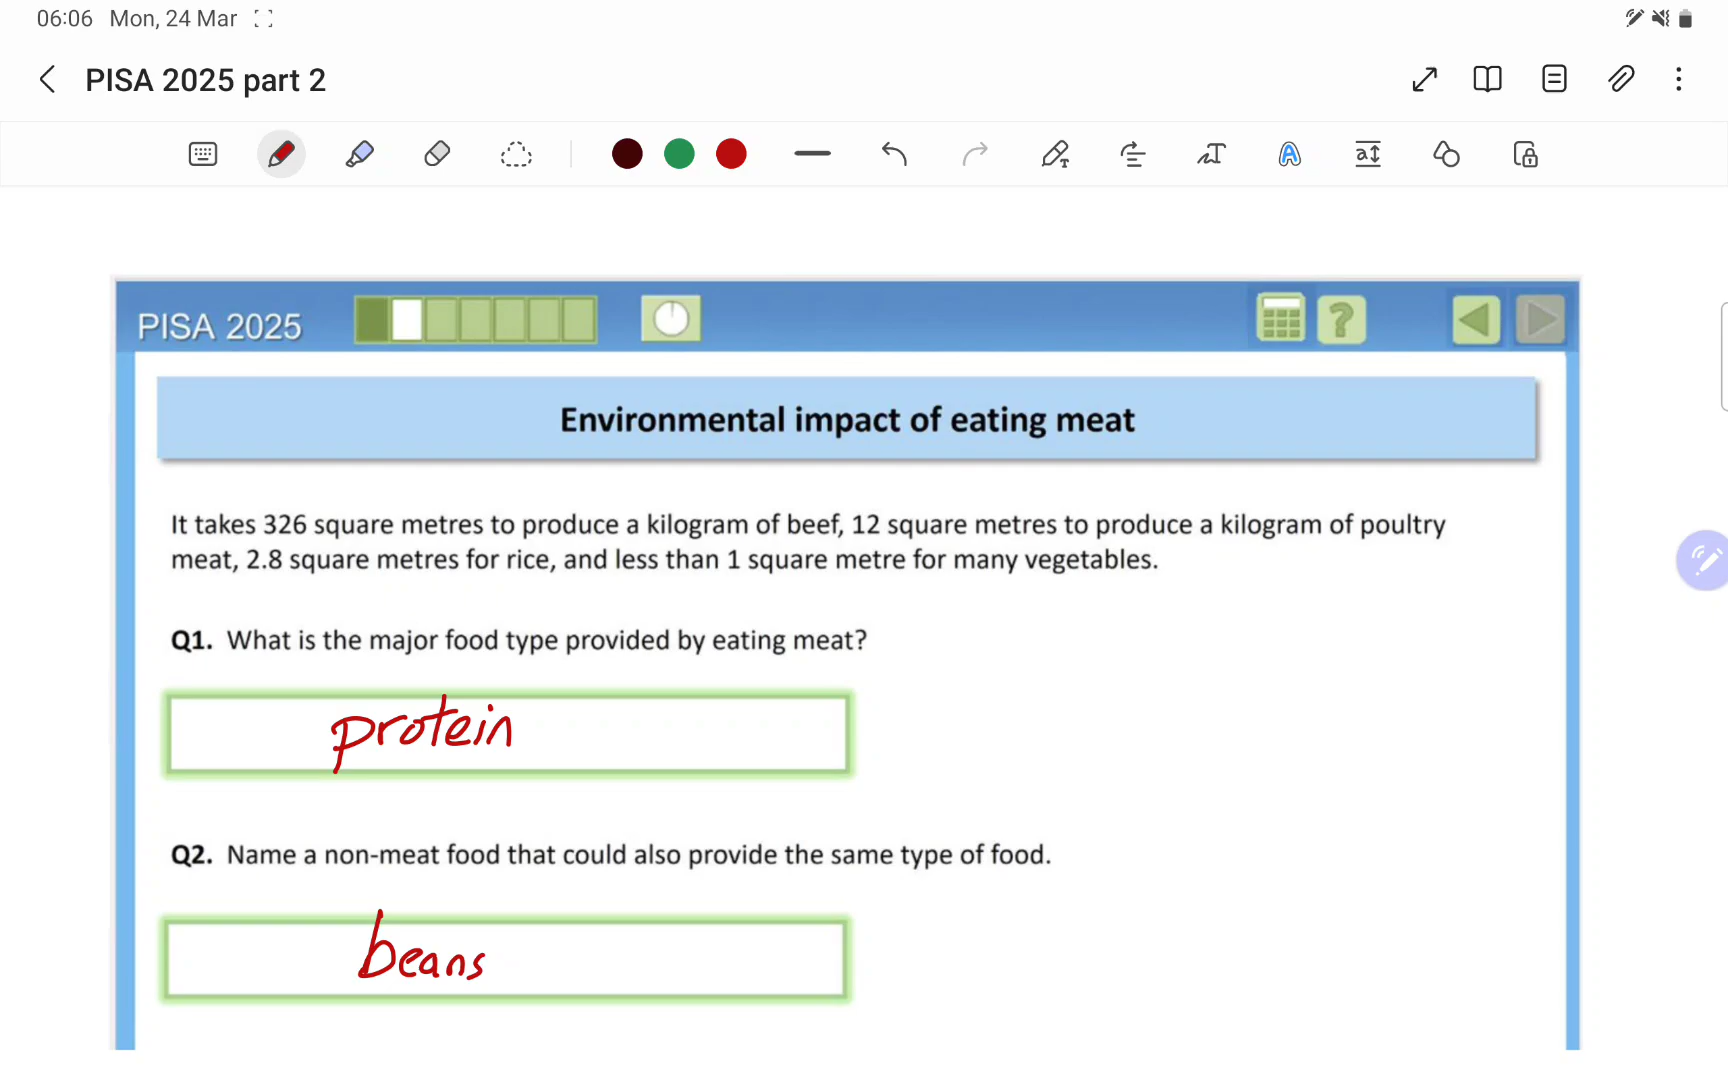 06:06 Mon, 24 Mar
PISA 2025 part 2
PISA 2025
Environmental impact of eating meat
It takes 326 square metres to produce a kilogram of beef, 12 square metres to produce a kilogram of poultry
meat, 2.8 square metres for rice, and less than 1 square metre for many vegetables.
Q1. What is the major food type provided by eating meat?
protein
Q2. Name a non-meat food that could also provide the same type of food.
beans